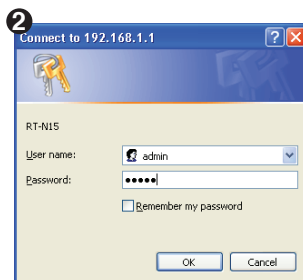 2
Connect to 192.168.1.1
RT-N15
User name:
admin
Password:
•••••
Remember my password
OK
Cancel